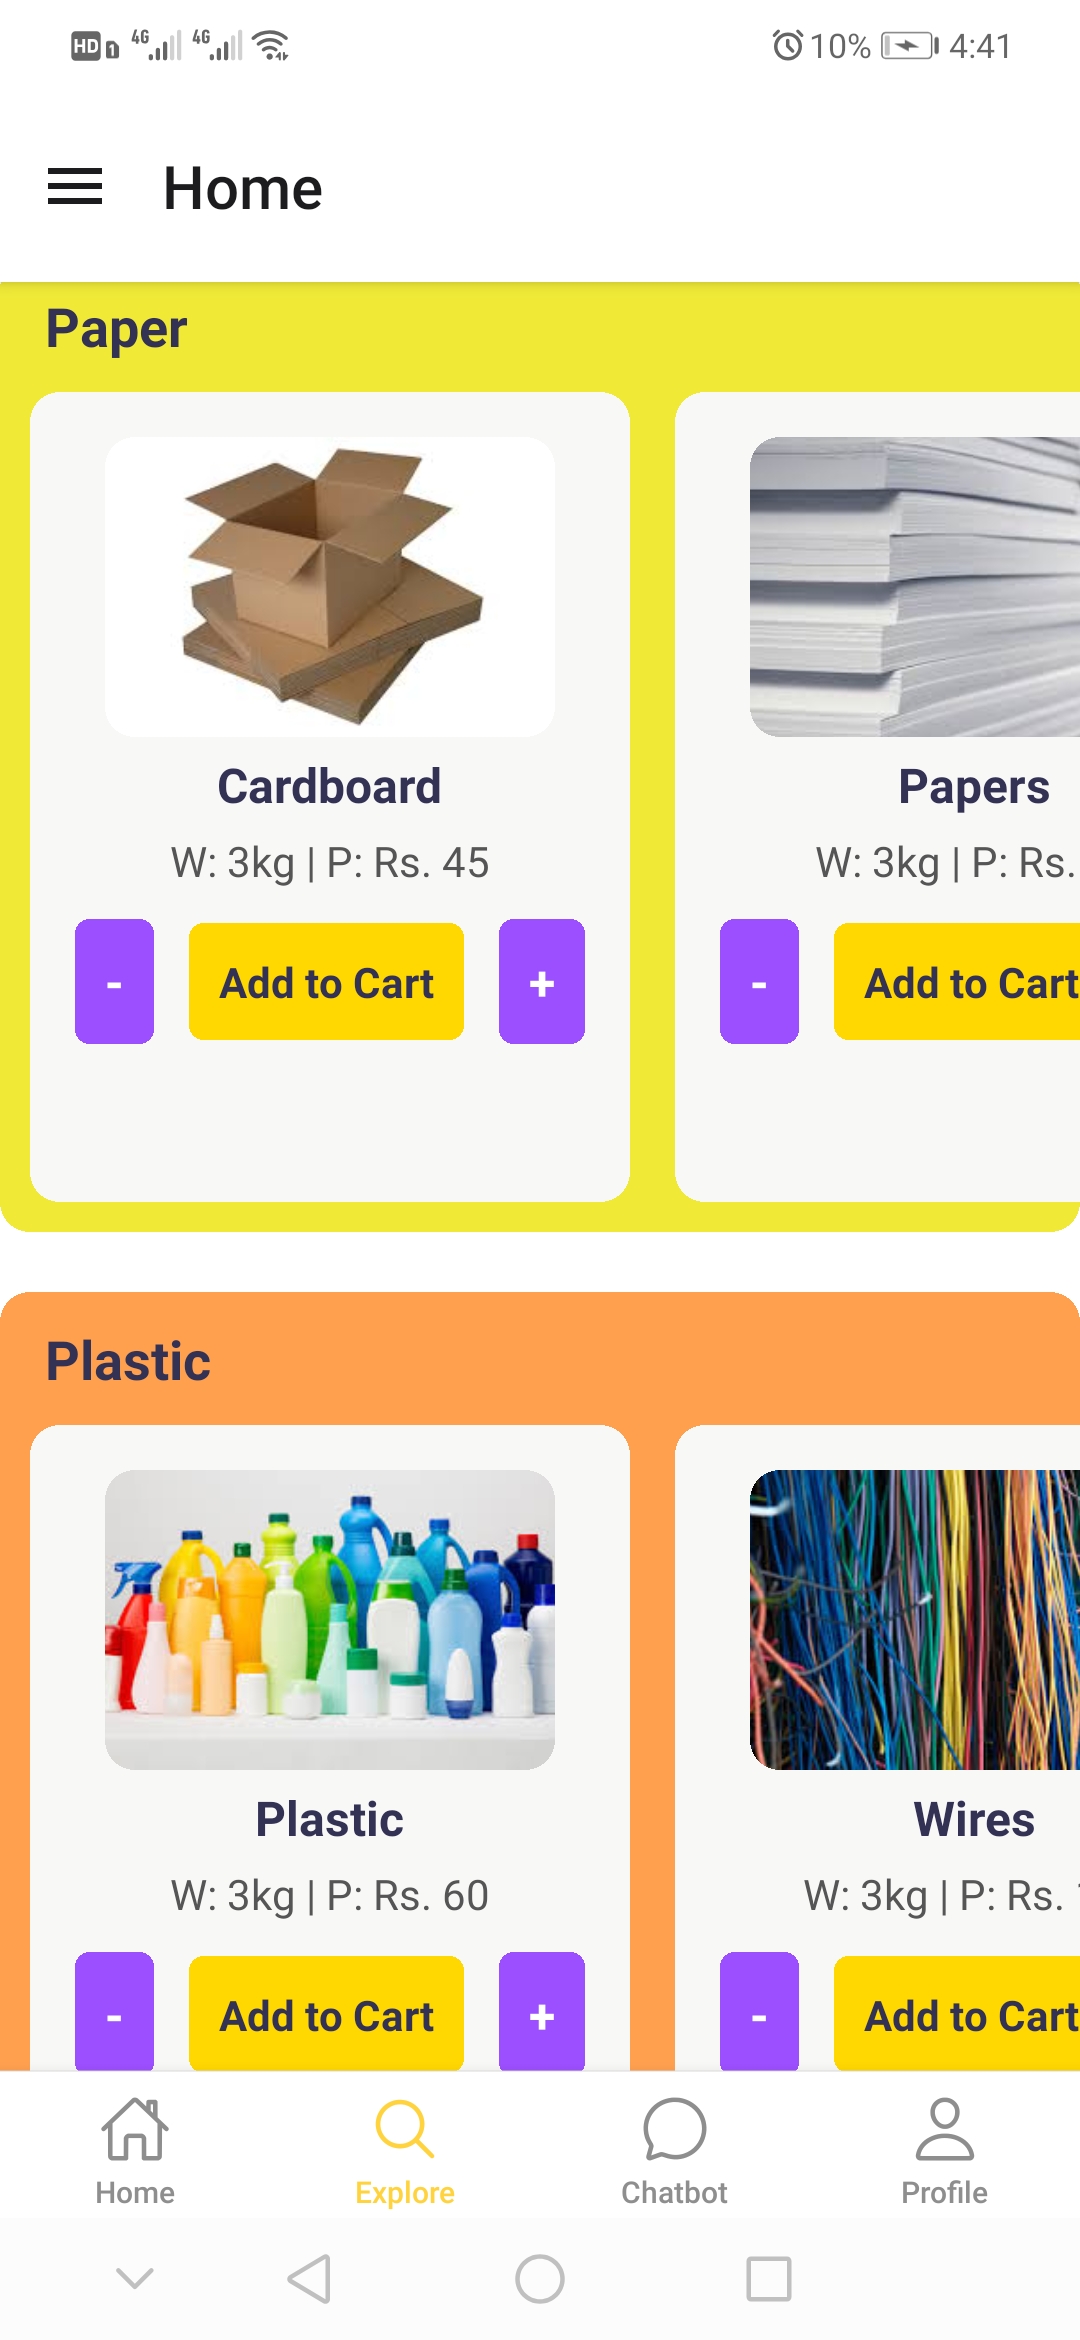 HD 1 4G 4G 10% 4:41
Home
Paper
Cardboard
W: 3kg | P: Rs. 45
- Add to Cart +
Papers
W: 3kg | P: Rs.
- Add to Cart
Plastic
Plastic
W: 3kg | P: Rs. 60
- Add to Cart +
Wires
W: 3kg | P: Rs.
- Add to Cart
Home
Explore
Chatbot
Profile